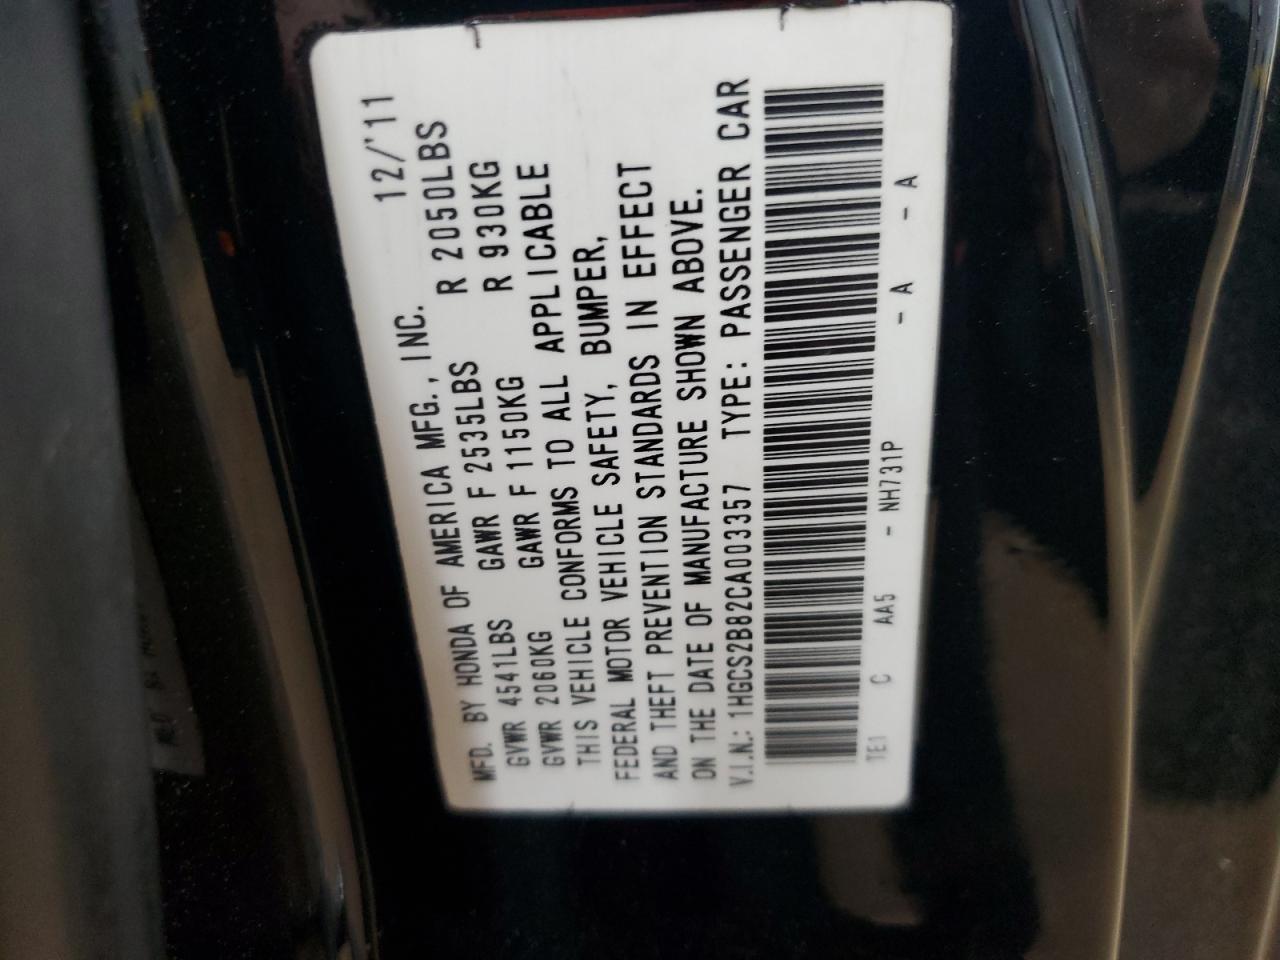 MFD. BY HONDA OF AMERICA MFG., INC. 12/'11
GVWR 4541LBS GAWR F 2535LBS R 2050LBS
GVWR 2060KG GAWR F 1150KG R 930KG
THIS VEHICLE CONFORMS TO ALL APPLICABLE
FEDERAL MOTOR VEHICLE SAFETY, BUMPER,
AND THEFT PREVENTION STANDARDS IN EFFECT
ON THE DATE OF MANUFACTURE SHOWN ABOVE.
V.I.N.: 1HGCS2B82CA003357 TYPE: PASSENGER CAR
TE1 C AA5 - NH731P - A - A